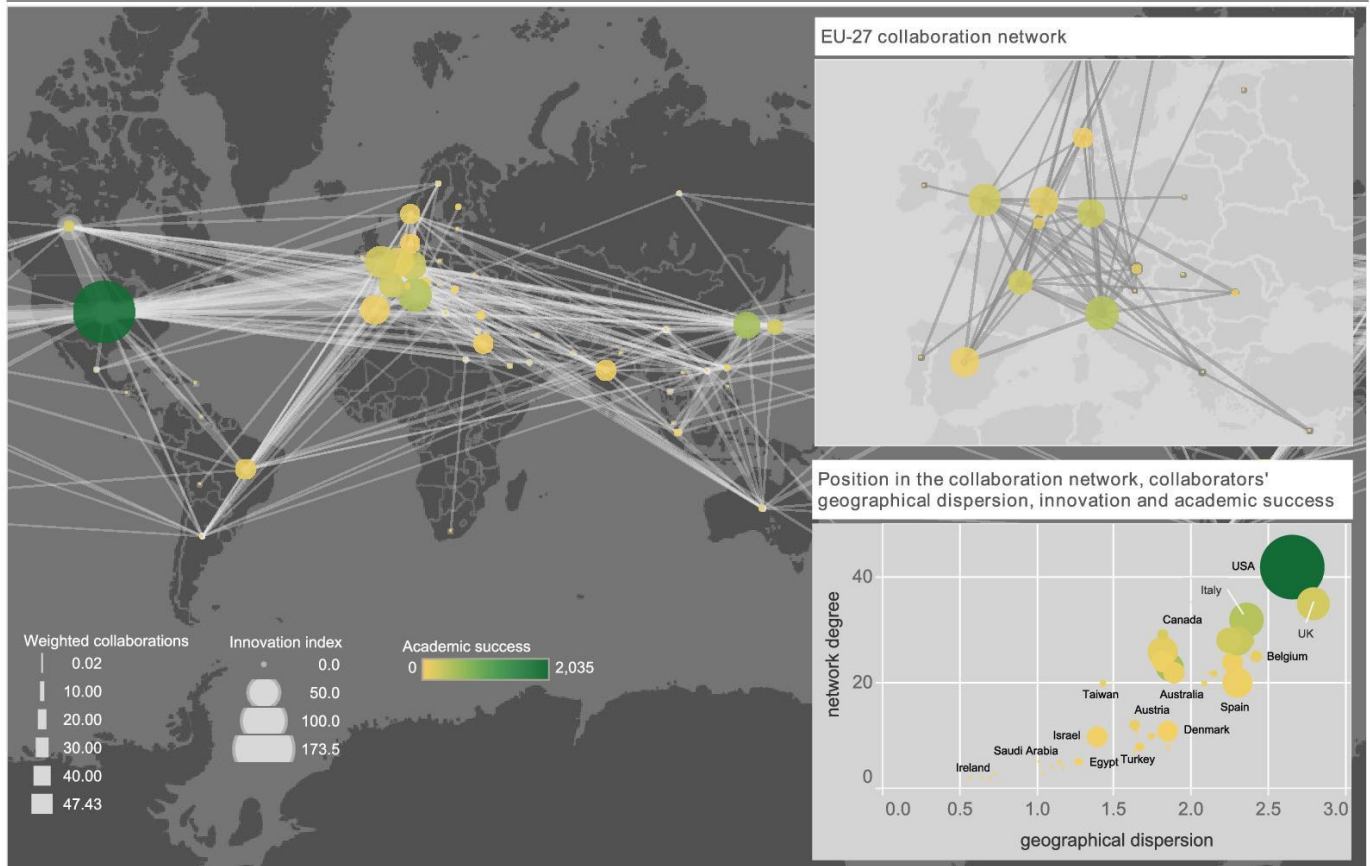 EU-27 collaboration network
Position in the collaboration network, collaborators'
geographical dispersion, innovation and academic success
Weighted collaborations
0.02
10.00
20.00
30.00
40.00
47.43
Innovation index
0.0
50.0
100.0
173.5
Academic success
0
2,035
network degree
40
20
0
USA
Italy
UK
Canada
Belgium
Taiwan
Australia
Spain
Austria
Denmark
Israel
Saudi Arabia
Egypt
Turkey
Ireland
0.0
0.5
1.0
1.5
2.0
2.5
3.0
geographical dispersion